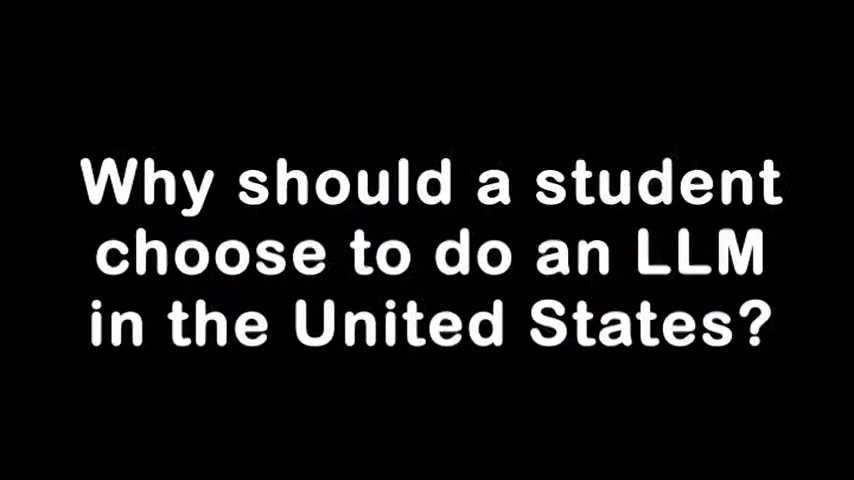 Why should a student
choose to do an LLM
in the United States?